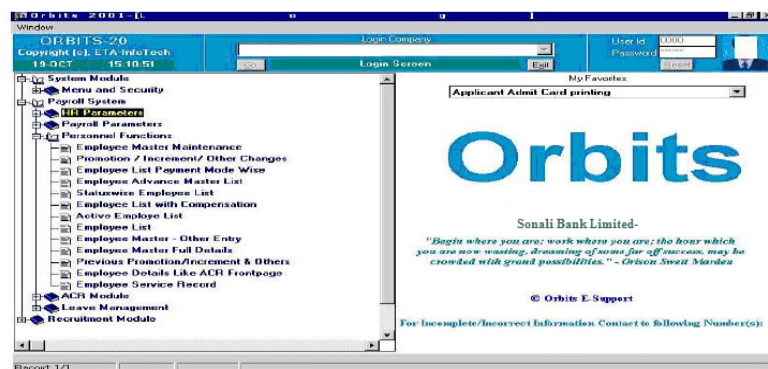 Orbits 2001-[L o g ]
Window
ORBITS-20
Copyright (c), ETA-InfoTech
19-OCT 15:10:51
Login Company
Go
Login Screen
Exit
User Id 0000
Password
Reset
System Module
Menu and Security
Payroll System
HR Parameters
Payroll Parameters
Personnel Functions
Employee Master Maintenance
Promotion / Increment/ Other Changes
Employee List Payment Mode Wise
Employee Advance Master List
Statuswise Employee List
Employee List with Compensation
Active Employe List
Employee List
Employee Master - Other Entry
Employee Master Full Details
Previous Promotion/Increment & Others
Employee Details Like ACR Frontpage
Employee Service Record
ACR Module
Leave Management
Recruitment Module
My Favorites
Applicant Admit Card printing
Orbits
Sonali Bank Limited-
"Begin where you are; work where you are; the hour which
you are now wasting, dreaming of some far off success, may be
crowded with grand possibilities." - Orison Swett Marden
© Orbits E-Support
For Incomplete/Incorrect Information Contact to following Number(s):
Record: 1/1